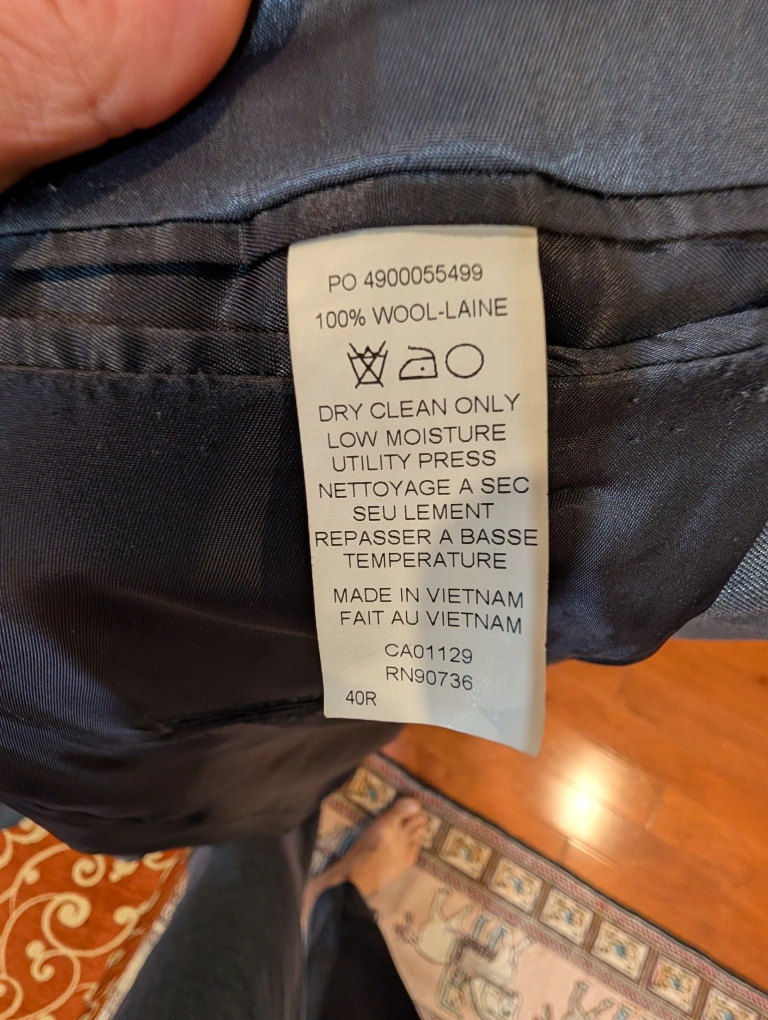 PO 4900055499
100% WOOL-LAINE
DRY CLEAN ONLY
LOW MOISTURE
UTILITY PRESS
NETTOYAGE A SEC
SEU LEMENT
REPASSER A BASSE
TEMPERATURE
MADE IN VIETNAM
FAIT AU VIETNAM
CA01129
RN90736
40R